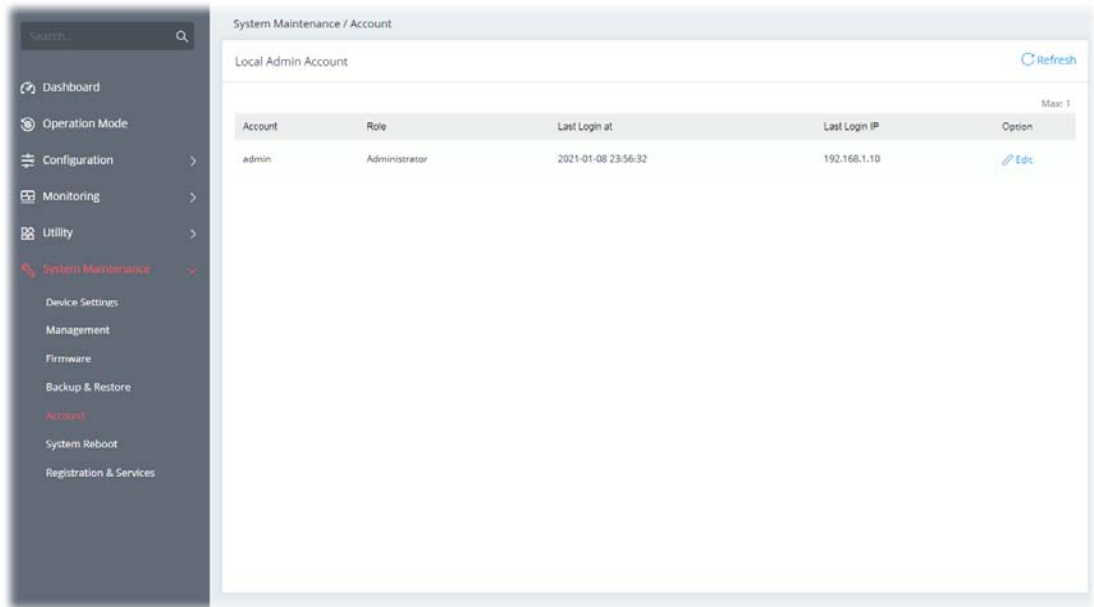 Search...
Dashboard
Operation Mode
Configuration
Monitoring
Utility
System Maintenance
Device Settings
Management
Firmware
Backup & Restore
Account
System Reboot
Registration & Services
System Maintenance / Account
Local Admin Account
Refresh
Max: 1
Account Role Last Login at Last Login IP Option
admin Administrator 2021-01-08 23:56:32 192.168.1.10 Edit